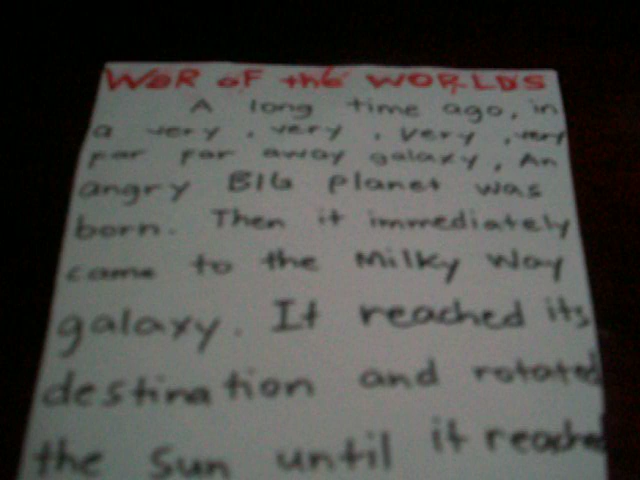 WAR OF the WORLDS
A long time ago, in
a very, very, very, very
far far away galaxy, An
angry BIG planet was
born. Then it immediately
came to the Milky Way
galaxy. It reached its
destination and rotated
the sun until it reached